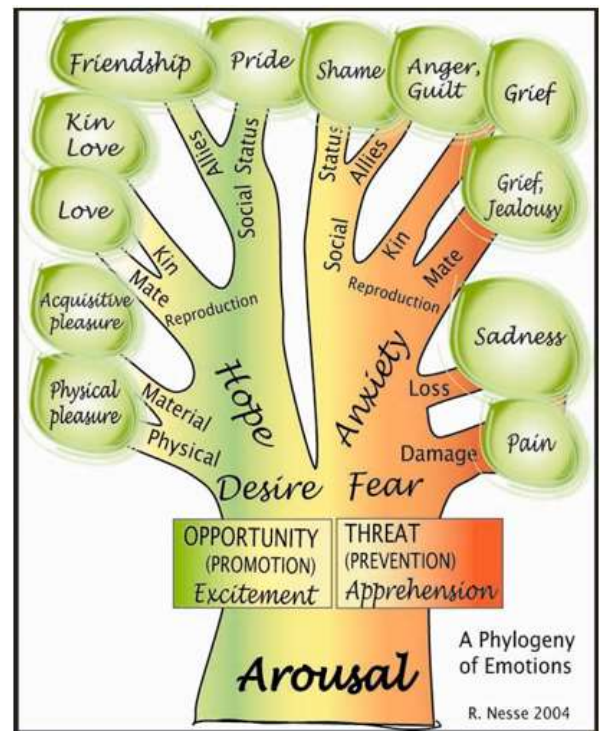 Friendship
Pride
Shame
Anger,
Guilt
Grief
Kin
Love
Love
Grief,
Jealousy
Acquisitive
pleasure
Physical
pleasure
Sadness
Pain
Allies
Social Status
Kin
Mate
Reproduction
Material
Physical
Hope
Desire
Status
Allies
Social
Kin
Mate
Reproduction
Anxiety
Loss
Damage
Fear
OPPORTUNITY
(PROMOTION)
Excitement
THREAT
(PREVENTION)
Apprehension
Arousal
A Phylogeny
of Emotions
R. Nesse 2004